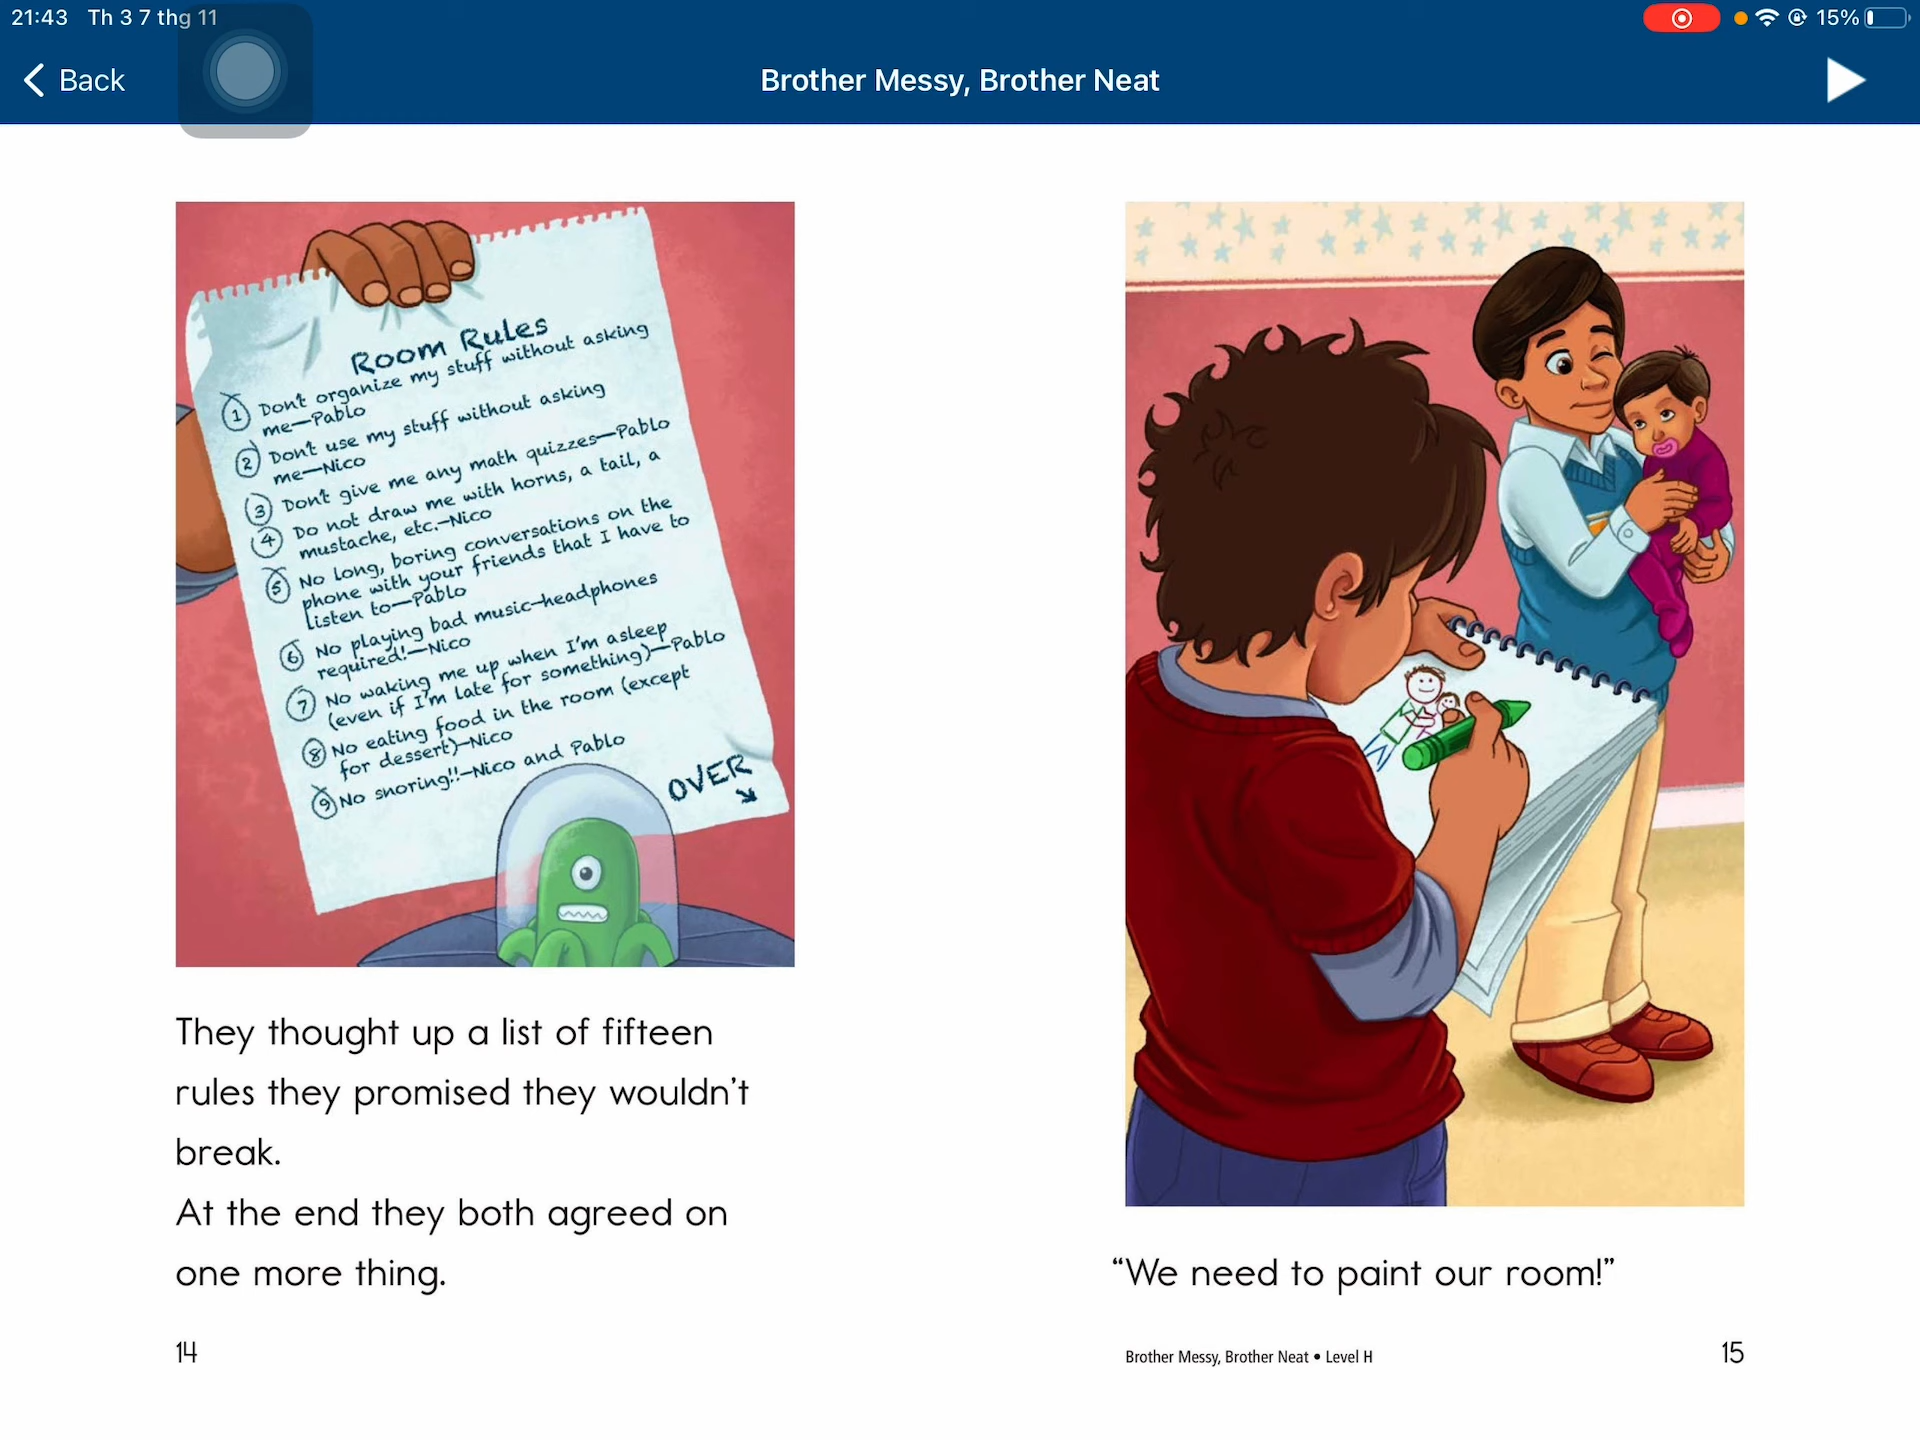 21:43 Th 3 7 thg 11
15%
Back
Brother Messy, Brother Neat
Room Rules
1 Don't organize my stuff without asking
me—Pablo
2 Don't use my stuff without asking
me—Nico
3 Don't give me any math quizzes—Pablo
4 Do not draw me with horns, a tail, a
mustache, etc.—Nico
5 No long, boring conversations on the
phone with your friends that I have to
listen to—Pablo
6 No playing bad music—headphones
required!—Nico
7 No waking me up when I'm asleep
(even if I'm late for something)—Pablo
8 No eating food in the room (except
for dessert)—Nico
9 No snoring!!—Nico and Pablo
OVER
They thought up a list of fifteen
rules they promised they wouldn't
break.
At the end they both agreed on
one more thing.
14
“We need to paint our room!”
Brother Messy, Brother Neat • Level H
15